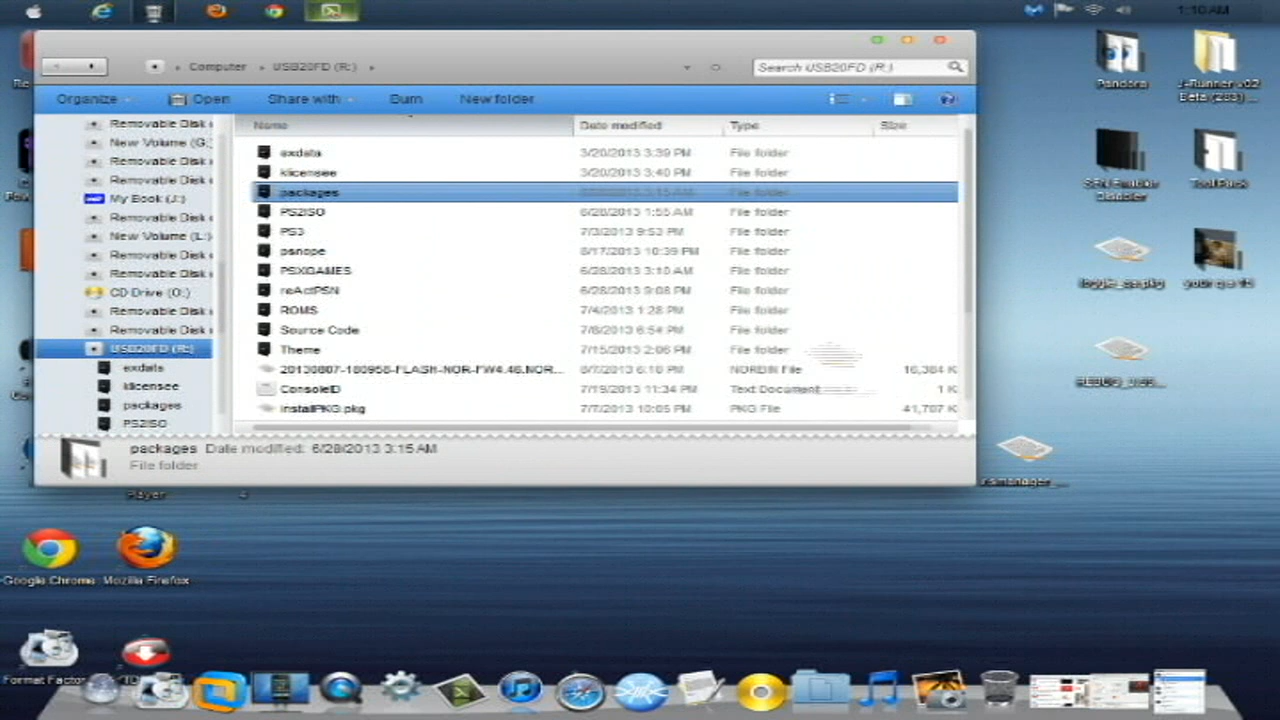 1:10 AM
Computer
USB20FD (R:)
Search USB20FD (R:)
Organize
Open
Share with
Burn
New folder
Name
Date modified
Type
Size
Removable Disk
New Volume (G:)
Removable Disk
Removable Disk
My Book (J:)
Removable Disk
New Volume (L:)
Removable Disk
Removable Disk
CD Drive (O:)
Removable Disk
Removable Disk
USB20FD (R:)
exdata
klicensee
packages
PS2ISO
exdata 3/20/2013 3:39 PM File folder
klicensee 3/20/2013 3:40 PM File folder
packages 6/28/2013 3:15 AM File folder
PS2ISO 6/28/2013 1:55 AM File folder
PS3 7/3/2013 9:53 PM File folder
psnope 6/17/2013 10:39 PM File folder
PSXGAMES 6/28/2013 3:10 AM File folder
reActPSN 6/28/2013 9:08 PM File folder
ROMS 7/4/2013 1:28 PM File folder
Source Code 7/8/2013 6:54 PM File folder
Theme 7/15/2013 2:06 PM File folder
20130807-180958-FLASH-NOR-FW4.46.NOR... 8/7/2013 6:16 PM NORBIN File 16,384 K
ConsoleID 7/19/2013 11:34 PM Text Document 1 K
installPKG.pkg 7/7/2013 10:05 PM PKG File 41,707 K
packages Date modified: 6/28/2013 3:15 AM
File folder
Player
Pandora
J-Runner v02
Beta (283) ...
Tool Pack
toggle_qa.pkg
Google Chrome
Mozilla Firefox
Format Factor